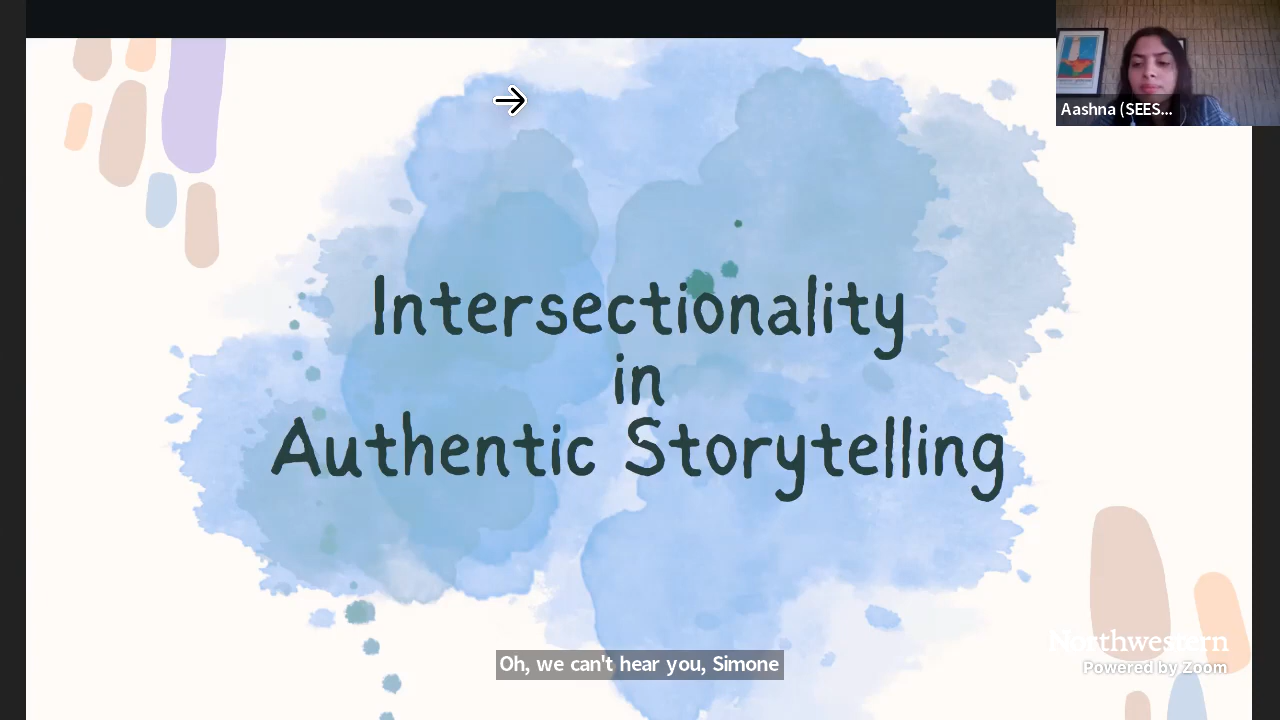 Aashna (SEES...
Intersectionality
in
Authentic Storytelling
Oh, we can't hear you, Simone
Northwestern
Powered by Zoom